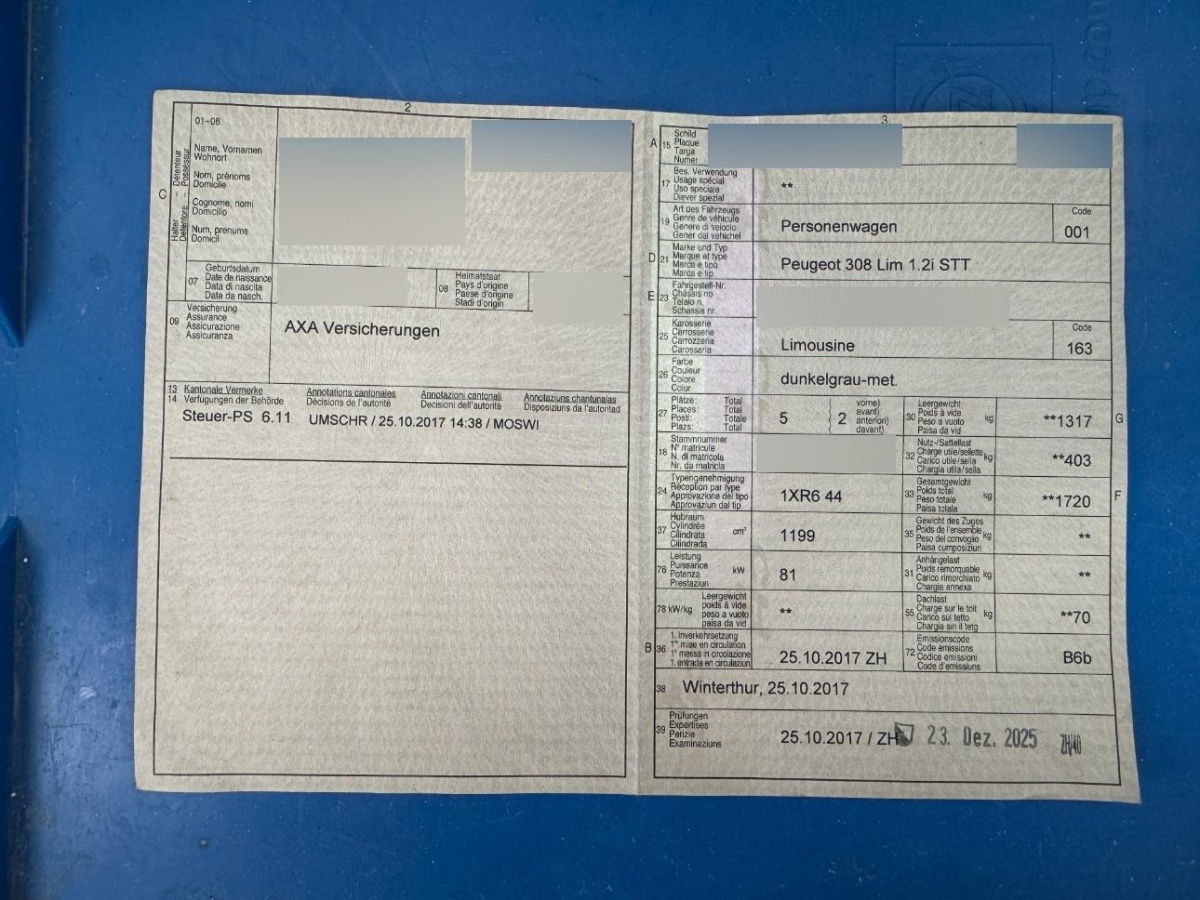 2
01-06
C
Halter - Détenteur
Detentore - Possessur
Name, Vornamen
Wohnort
Nom, prénoms
Domicile
Cognome, nomi
Domicilio
Num, prenums
Domicil
07
Geburtsdatum
Date de naissance
Data di nascita
Data da nasch.
08
Heimatstaat
Pays d'origine
Paese d'origine
Stadi d'origin.
09
Versicherung
Assurance
Assicurazione
Assicuranza
AXA Versicherungen
13 Kantonale Vermerke Annotations cantonales Annotazioni cantonali Annotaziuns chantunalas
14 Verfügungen der Behörde Décisions de l'autorité Decisioni dell'autorità Disposiziuns da l'autoritad
Steuer-PS 6.11 UMSCHR / 25.10.2017 14:38 / MOSWI
3
A 15
Schild
Plaque
Targa
Numer
17
Bes. Verwendung
Usage spécial
Uso speciale
Diever spezial
**
19
Art des Fahrzeugs
Genre de véhicule
Genere di veicolo
Gener dal vehichel
Personenwagen
Code
001
D 21
Marke und Typ
Marque et type
Marca e tipo
Marca e tip
Peugeot 308 Lim 1.2i STT
E 23
Fahrgestell-Nr.
Châssis no
Telaio n.
Schassis nr.
25
Karosserie
Carrosserie
Carrozzeria
Carosseria
Limousine
Code
163
26
Farbe
Couleur
Colore
Colur
dunkelgrau-met.
27
Plätze: Total
Places: Total
Posti: Totale
Plazs: Total
5
2
vorne)
avant)
anteriori)
davant)
30
Leergewicht
Poids à vide
Peso a vuoto
Paisa da vid
kg
**1317
G
18
Stammnummer
N° matricule
N. di matricola
Nr. da matricla
32
Nutz-/Sattellast
Charge utile/sellette
Carico utile/sella
Chargia utila/sella
kg
**403
24
Typengenehmigung
Réception par type
Approvazione del tipo
Approvaziun dal tip
1XR6 44
33
Gesamtgewicht
Poids total
Peso totale
Paisa totala
kg
**1720
F
37
Hubraum
Cylindrée
Cilindrata
Cilindrada
cm³
1199
35
Gewicht des Zuges
Poids de l'ensemble
Peso del convoglio
Paisa cumposiziun
kg
**
76
Leistung
Puissance
Potenza
Prestaziun
kW
81
31
Anhängelast
Poids remorquable
Carico rimorchiato
Chargia annexa
kg
**
78 kW/kg
Leergewicht
poids à vide
peso a vuoto
paisa da vid
**
55
Dachlast
Charge sur le toit
Carico sul tetto
Chargia sin il tetg
kg
**70
B 36
1. Inverkehrsetzung
1re mise en circulation
1a messa in circolazione
1. entrada en circulaziun
25.10.2017 ZH
72
Emissionscode
Code émissions
Codice emissioni
Code d'emissiuns
B6b
38
Winterthur, 25.10.2017
39
Prüfungen
Expertises
Perizie
Examinaziuns
25.10.2017 / ZH
23. Dez. 2025
ZH/40